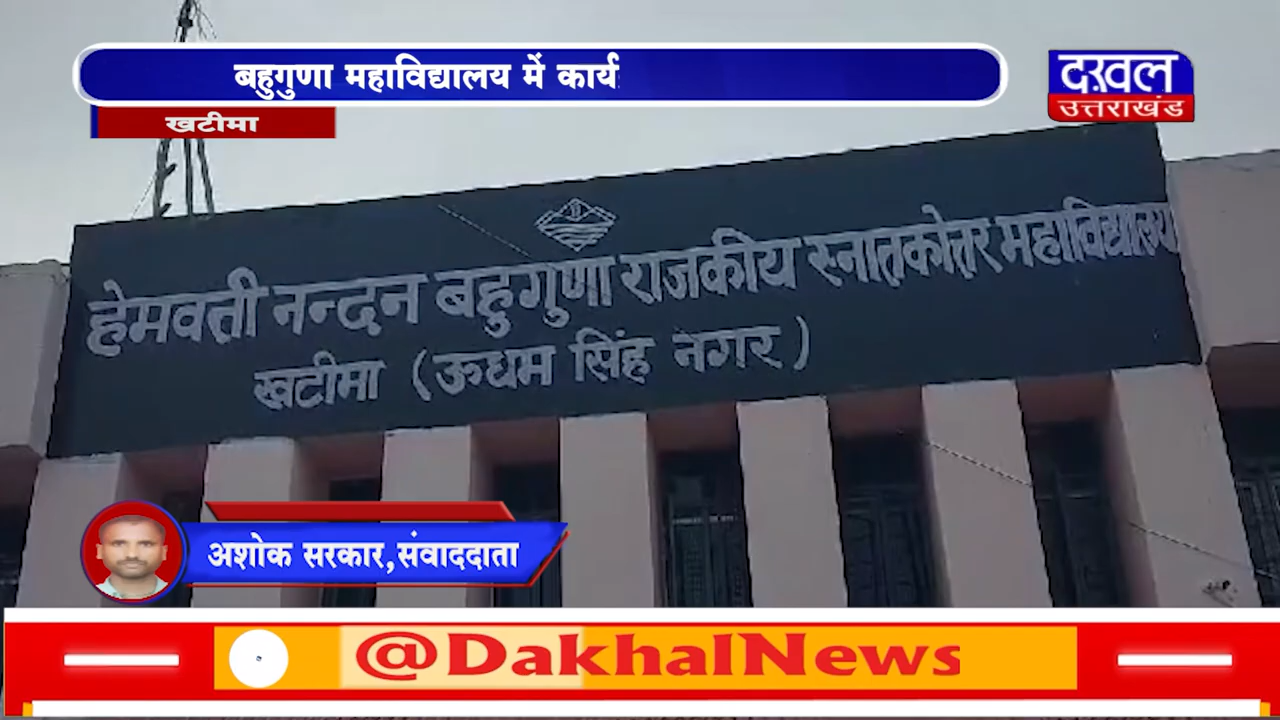 बहुगुणा महाविद्यालय में कार्य
खटीमा
दख़ल
उत्तराखंड
हेमवती नन्दन बहुगुणा राजकीय स्नातकोत्तर महाविद्यालय
खटीमा (ऊधम सिंह नगर)
अशोक सरकार,संवाददाता
@DakhalNews